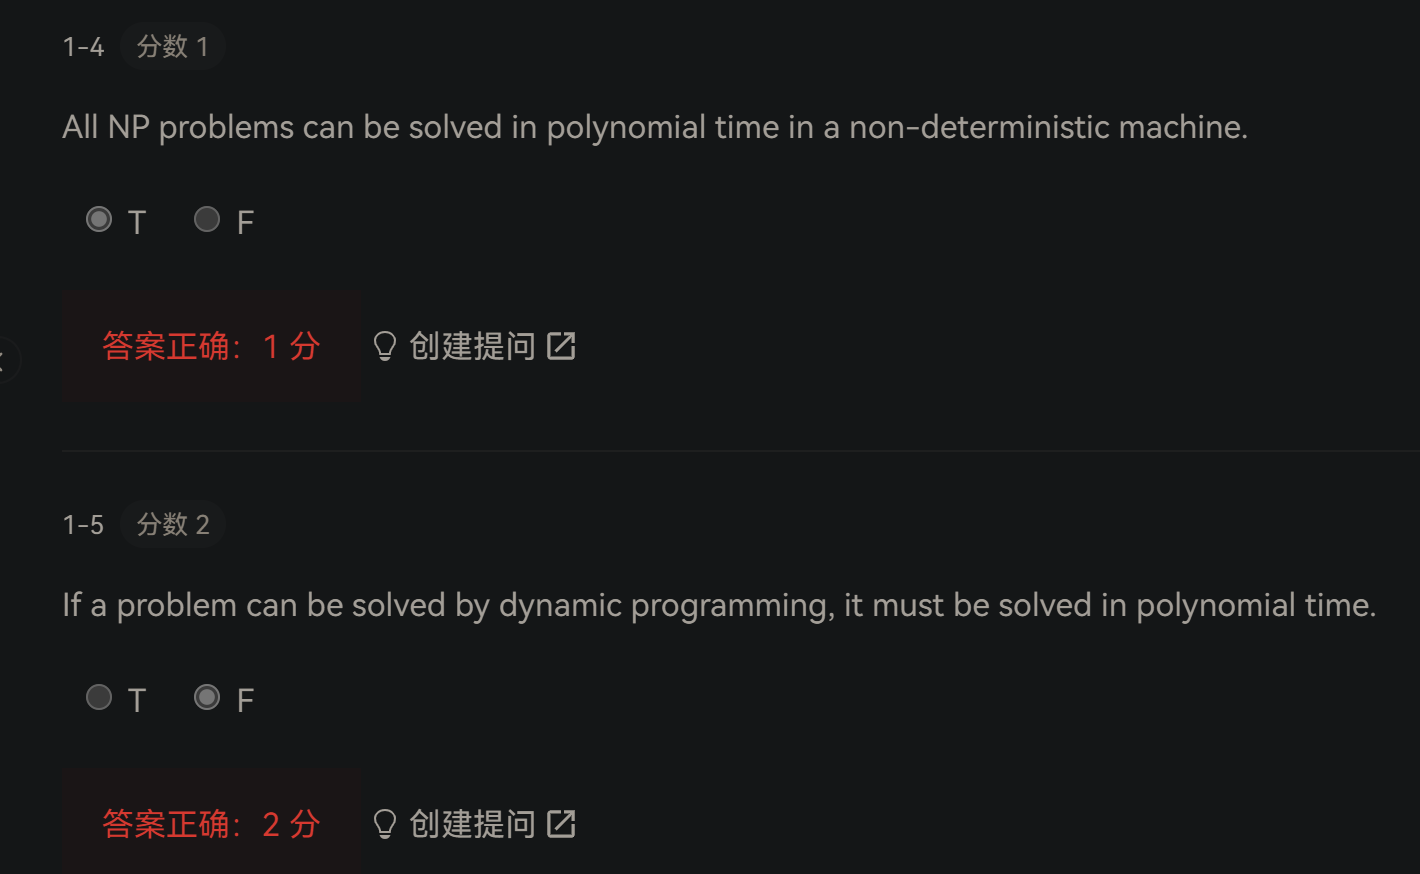 1-4 分数 1
All NP problems can be solved in polynomial time in a non-deterministic machine.
T F
答案正确：1 分 创建提问
1-5 分数 2
If a problem can be solved by dynamic programming, it must be solved in polynomial time.
T F
答案正确：2 分 创建提问